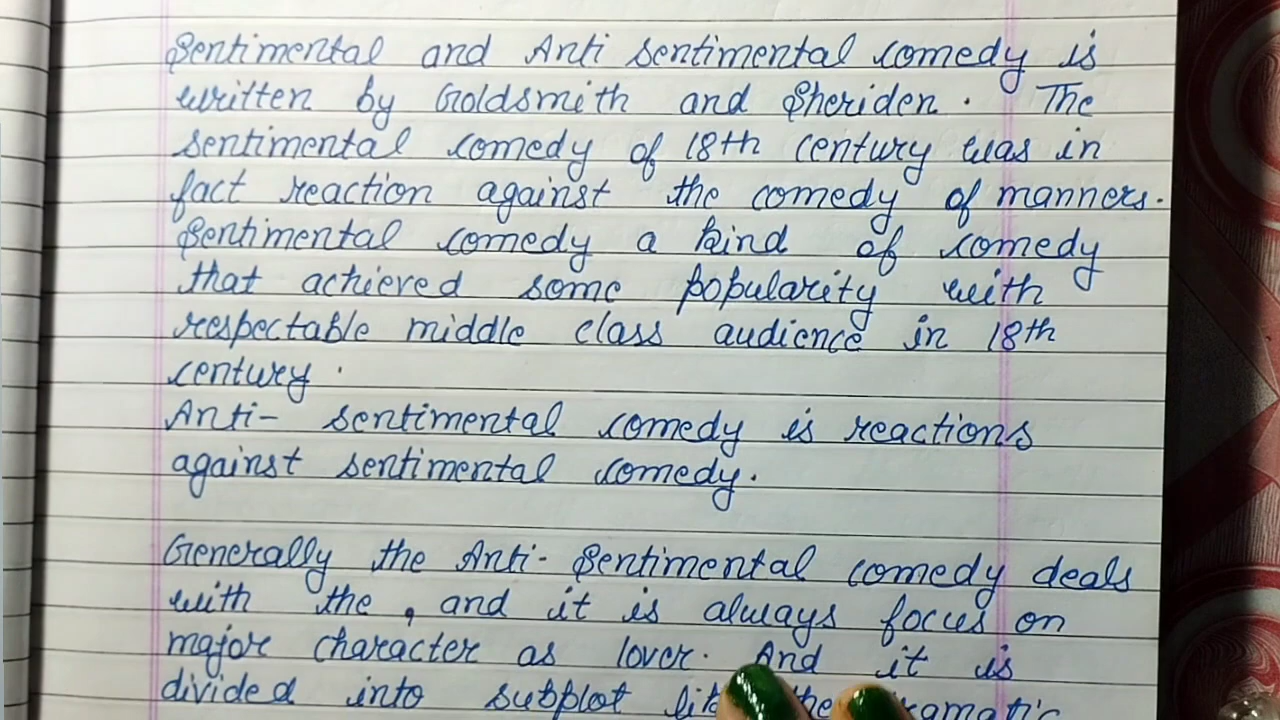 Sentimental and Anti sentimental comedy is
written by Goldsmith and Sheriden. The
sentimental comedy of 18th century was in
fact reaction against the comedy of manners.
Sentimental comedy a kind of comedy
that achieved some popularity with
respectable middle class audience in 18th
century.
Anti- sentimental comedy is reactions
against sentimental comedy.
Generally the Anti- Sentimental comedy deals
with the , and it is always focus on
major character as lover. And it is
divided into subplot